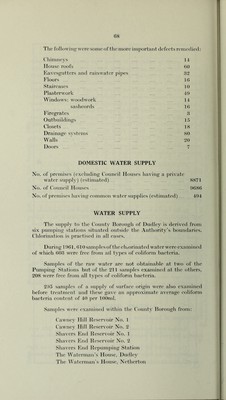 68
The following were some of the more important defects remedied:
Chimneys 14
House roofs 68
Eavesgutters and rainwater pipes 32
Floors 16
Staircases 10
Plasterwork 49
Windows: woodwork 14
sashcords 16
Firegrates 3
Outbuildings 15
Closets 18
Drainage systems 80
Walls 20
Doors 7
DOMESTIC WATER SUPPLY
No. of premises (excluding Council Houses having a private
water supply) (estimated) 8871
No. of Council Houses 9690
No. of premises having common water supplies (estimated) 494
WATER SUPPLY
The supply to the County Borough of Dudley is derived from
six pumping stations situated outside the Authority's boundaries.
Chlorination is practised in all cases.
During 1961, 610 samples of the chlorinated water were examined
of which 605 were free from all types of coliform bacteria.
Samples of the raw water are not obtainable at two of the
Pumping Stations but of the 211 samples examined at the others,
208 were free from all types of coliform bacteria.
205 samples of a supply of surface origin were also examined
before treatment and these gave an approximate average coliform
bacteria content of 40 per 100ml.
Samples were examined within the County Borough from:
Cawney Hill Reservoir No. 1
Cawney Hill Reservoir No. 2
Shavers End Reservoir No. 1
Shavers End Reservoir No. 2
Shavers End Repumping Station
The Waterman's House, Dudley
The Waterman's House, Netherton